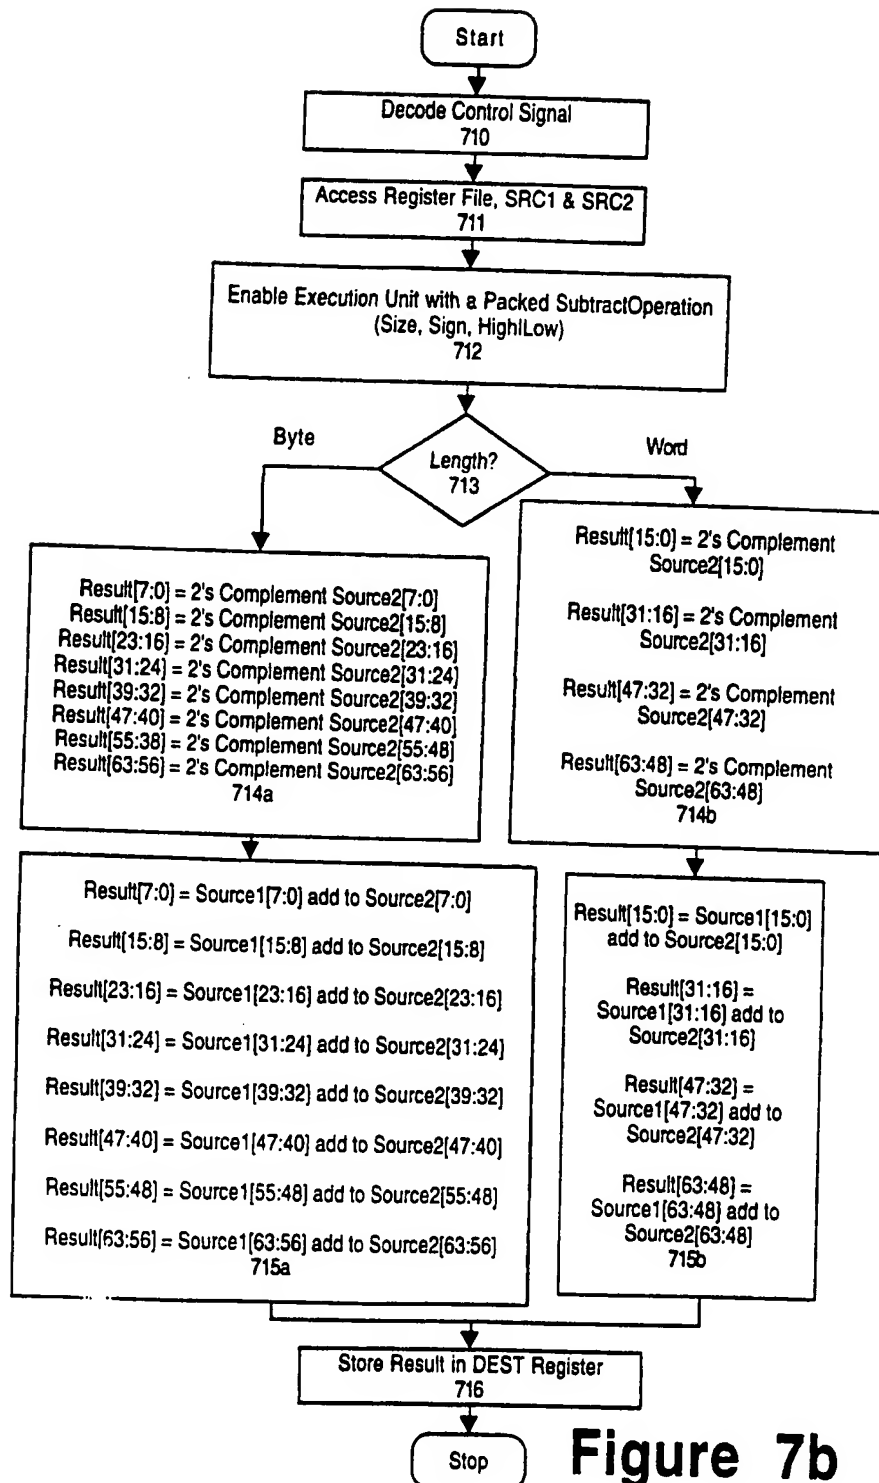 Start
Decode Control Signal
710
Access Register File, SRC1 & SRC2
711
Enable Execution Unit with a Packed SubtractOperation
(Size, Sign, High|Low)
712
Byte
Length?
713
Word
Result[7:0] = 2's Complement Source2[7:0]
Result[15:8] = 2's Complement Source2[15:8]
Result[23:16] = 2's Complement Source2[23:16]
Result[31:24] = 2's Complement Source2[31:24]
Result[39:32] = 2's Complement Source2[39:32]
Result[47:40] = 2's Complement Source2[47:40]
Result[55:38] = 2's Complement Source2[55:48]
Result[63:56] = 2's Complement Source2[63:56]
714a
Result[15:0] = 2's Complement
Source2[15:0]
Result[31:16] = 2's Complement
Source2[31:16]
Result[47:32] = 2's Complement
Source2[47:32]
Result[63:48] = 2's Complement
Source2[63:48]
714b
Result[7:0] = Source1[7:0] add to Source2[7:0]
Result[15:8] = Source1[15:8] add to Source2[15:8]
Result[23:16] = Source1[23:16] add to Source2[23:16]
Result[31:24] = Source1[31:24] add to Source2[31:24]
Result[39:32] = Source1[39:32] add to Source2[39:32]
Result[47:40] = Source1[47:40] add to Source2[47:40]
Result[55:48] = Source1[55:48] add to Source2[55:48]
Result[63:56] = Source1[63:56] add to Source2[63:56]
715a
Result[15:0] = Source1[15:0]
add to Source2[15:0]
Result[31:16] =
Source1[31:16] add to
Source2[31:16]
Result[47:32] =
Source1[47:32] add to
Source2[47:32]
Result[63:48] =
Source1[63:48] add to
Source2[63:48]
715b
Store Result in DEST Register
716
Stop
Figure 7b